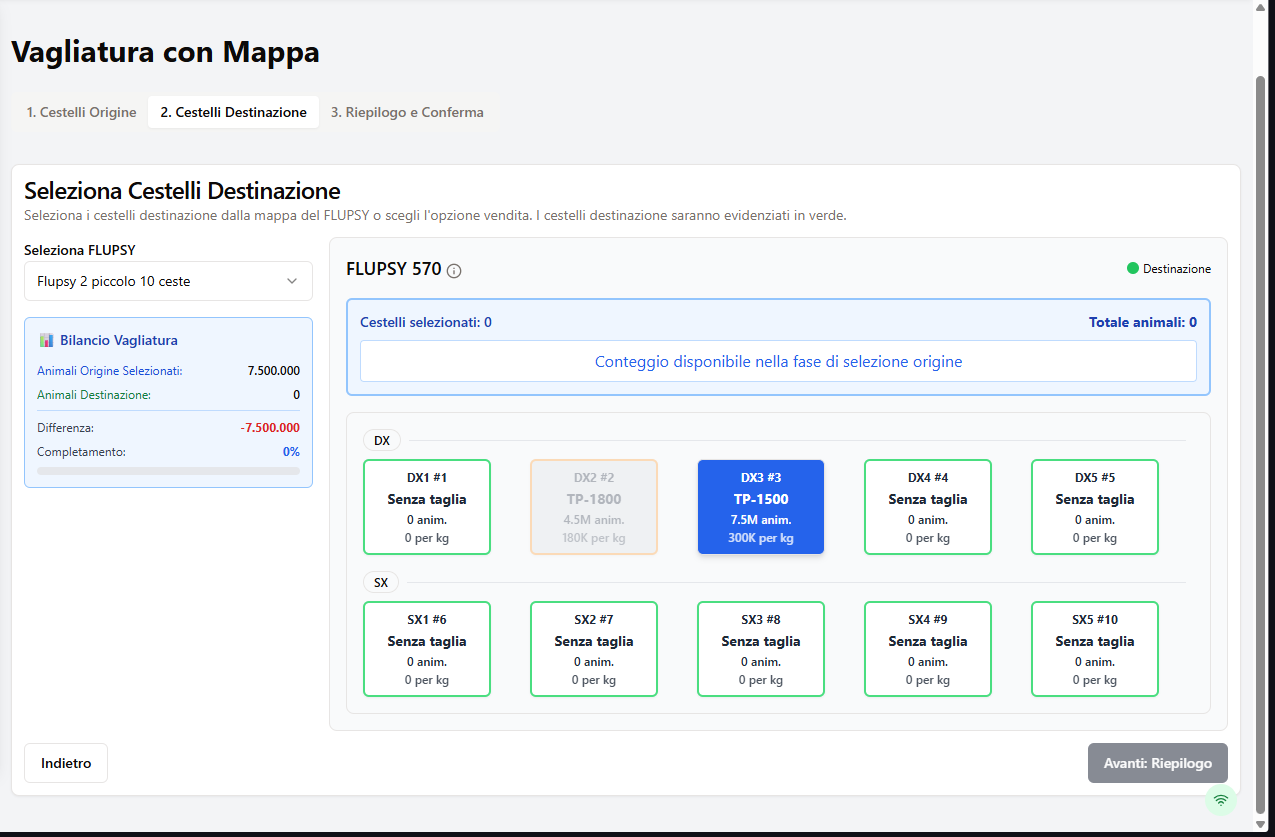 Vagliatura con Mappa
1. Cestelli Origine 2. Cestelli Destinazione 3. Riepilogo e Conferma
Seleziona Cestelli Destinazione
Seleziona i cestelli destinazione dalla mappa del FLUPSY o scegli l'opzione vendita. I cestelli destinazione saranno evidenziati in verde.
Seleziona FLUPSY
Flupsy 2 piccolo 10 ceste
Bilancio Vagliatura
Animali Origine Selezionati: 7.500.000
Animali Destinazione: 0
Differenza: -7.500.000
Completamento: 0%
FLUPSY 570 Destinazione
Cestelli selezionati: 0 Totale animali: 0
Conteggio disponibile nella fase di selezione origine
DX
DX1 #1 DX2 #2 DX3 #3 DX4 #4 DX5 #5
Senza taglia TP-1800 TP-1500 Senza taglia Senza taglia
0 anim. 4.5M anim. 7.5M anim. 0 anim. 0 anim.
0 per kg 180K per kg 300K per kg 0 per kg 0 per kg
SX
SX1 #6 SX2 #7 SX3 #8 SX4 #9 SX5 #10
Senza taglia Senza taglia Senza taglia Senza taglia Senza taglia
0 anim. 0 anim. 0 anim. 0 anim. 0 anim.
0 per kg 0 per kg 0 per kg 0 per kg 0 per kg
Indietro Avanti: Riepilogo